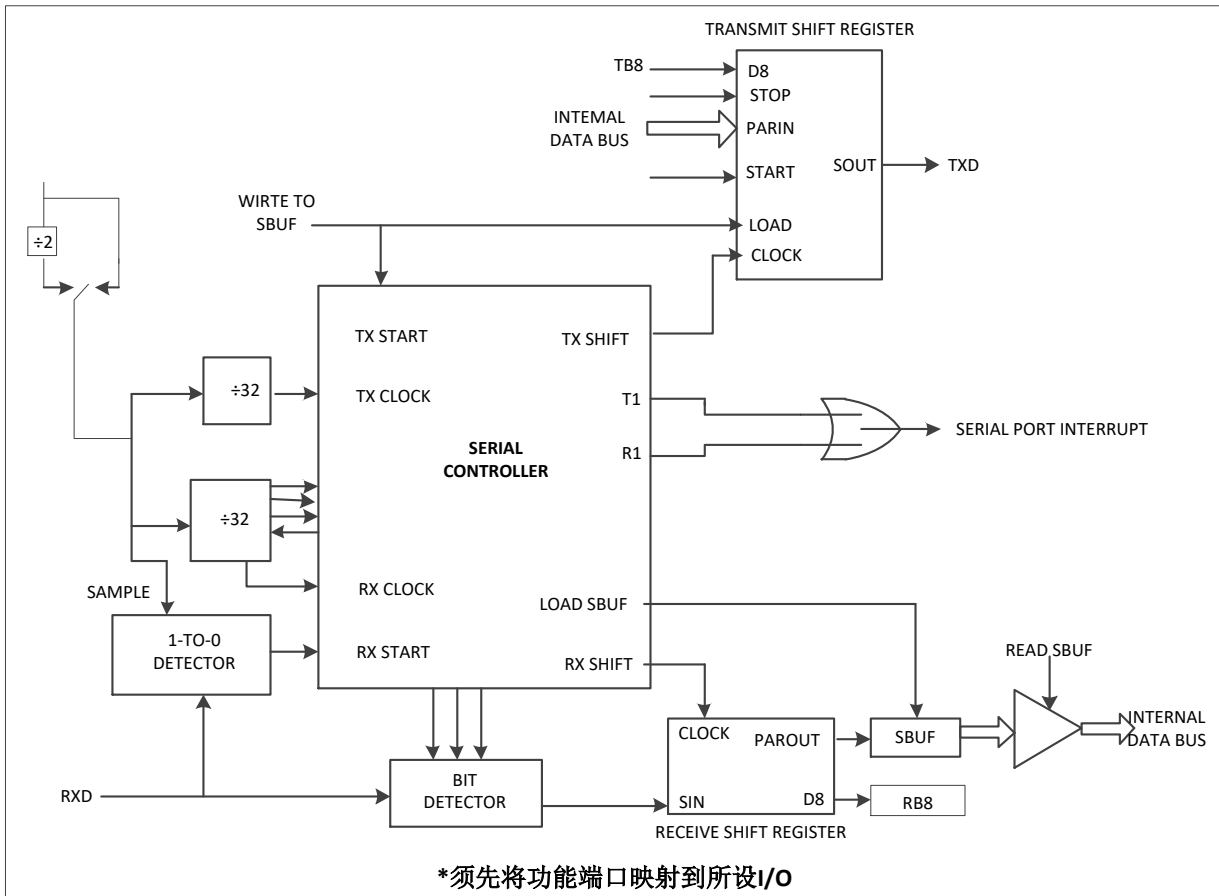 TRANSMIT SHIFT REGISTER
TB8
D8
STOP
INTEMAL
DATA BUS
PARIN
START
SOUT
TXD
WIRTE TO
SBUF
LOAD
CLOCK
÷2
TX START
TX SHIFT
÷32
TX CLOCK
T1
SERIAL
CONTROLLER
R1
SERIAL PORT INTERRUPT
÷32
RX CLOCK
SAMPLE
LOAD SBUF
1-TO-0
DETECTOR
RX START
RX SHIFT
READ SBUF
CLOCK
PAROUT
SBUF
INTERNAL
DATA BUS
RXD
BIT
DETECTOR
SIN
D8
RB8
RECEIVE SHIFT REGISTER
*须先将功能端口映射到所设I/O